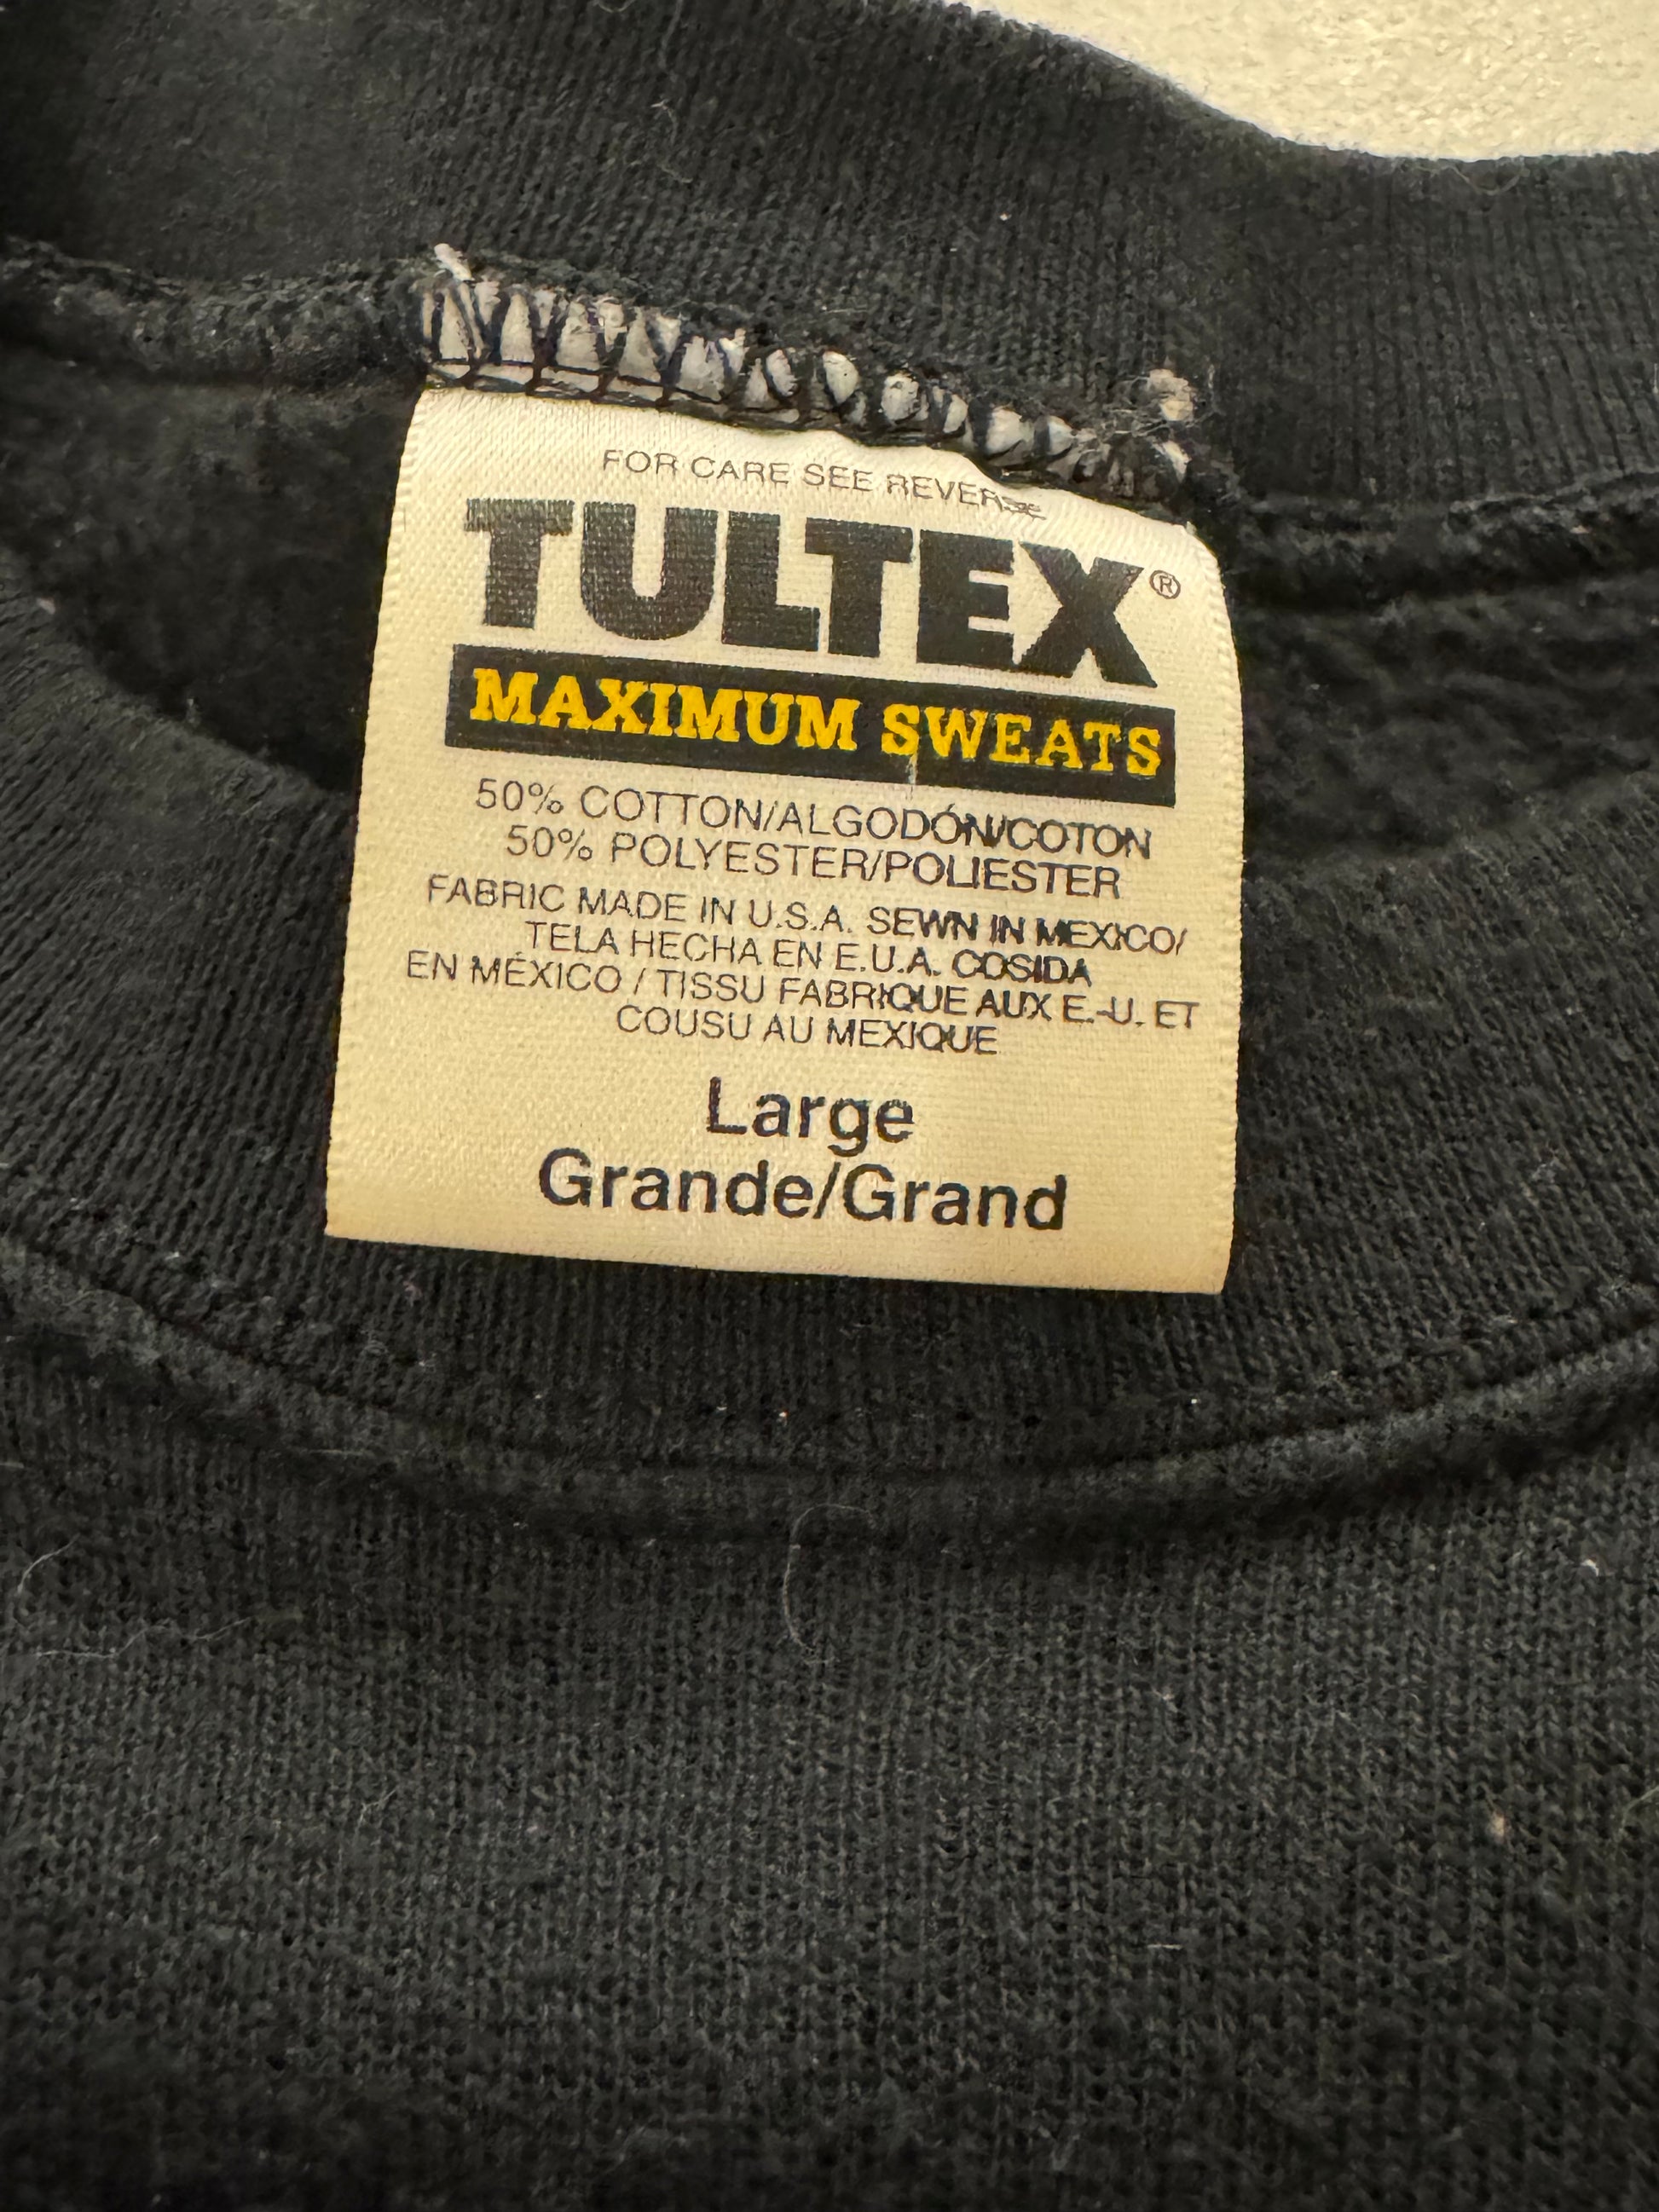 FOR CARE SEE REVERSE
TULTEX®
MAXIMUM SWEATS
50% COTTON/ALGODÓN/COTON
50% POLYESTER/POLIESTER
FABRIC MADE IN U.S.A. SEWN IN MEXICO/
TELA HECHA EN E.U.A. COSIDA
EN MÉXICO / TISSU FABRIQUE AUX E.-U. ET
COUSU AU MEXIQUE
Large
Grande/Grand